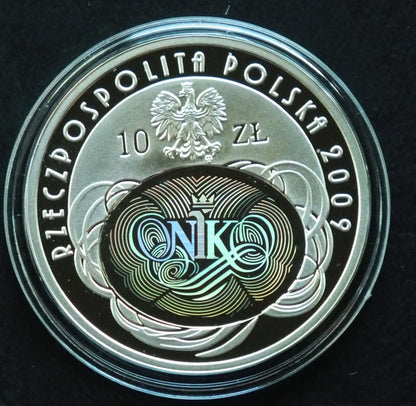 RZECZPOSPOLITA POLSKA 2009
10 ZŁ
NIK